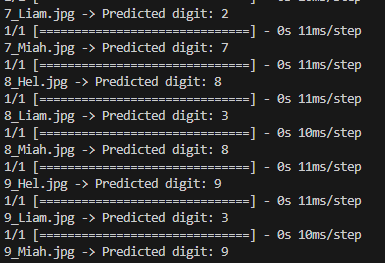 7_Liam.jpg -> Predicted digit: 2
1/1 [==============================] - 0s 11ms/step
7_Miah.jpg -> Predicted digit: 7
1/1 [==============================] - 0s 11ms/step
8_Hel.jpg -> Predicted digit: 8
1/1 [==============================] - 0s 11ms/step
8_Liam.jpg -> Predicted digit: 3
1/1 [==============================] - 0s 10ms/step
8_Miah.jpg -> Predicted digit: 8
1/1 [==============================] - 0s 11ms/step
9_Hel.jpg -> Predicted digit: 9
1/1 [==============================] - 0s 11ms/step
9_Liam.jpg -> Predicted digit: 3
1/1 [==============================] - 0s 10ms/step
9_Miah.jpg -> Predicted digit: 9